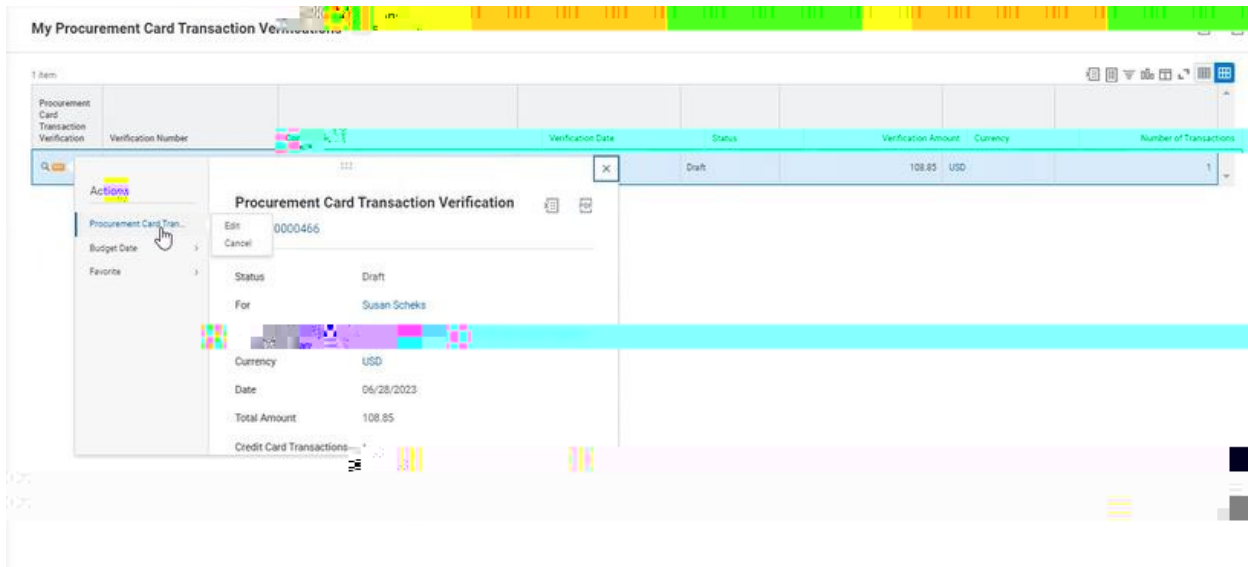 My Procurement Card Transaction Verifications
1 item
Procurement
Card
Transaction
Verification
Verification Number
Verification Date
Status
Verification Amount
Currency
Number of Transactions
Draft
108.85
USD
1
Actions
Procurement Card Tran...
Budget Date
Favorite
Edit
Cancel
Procurement Card Transaction Verification
0000466
Status
Draft
For
Susan Scheks
Currency
USD
Date
06/28/2023
Total Amount
108.85
Credit Card Transactions